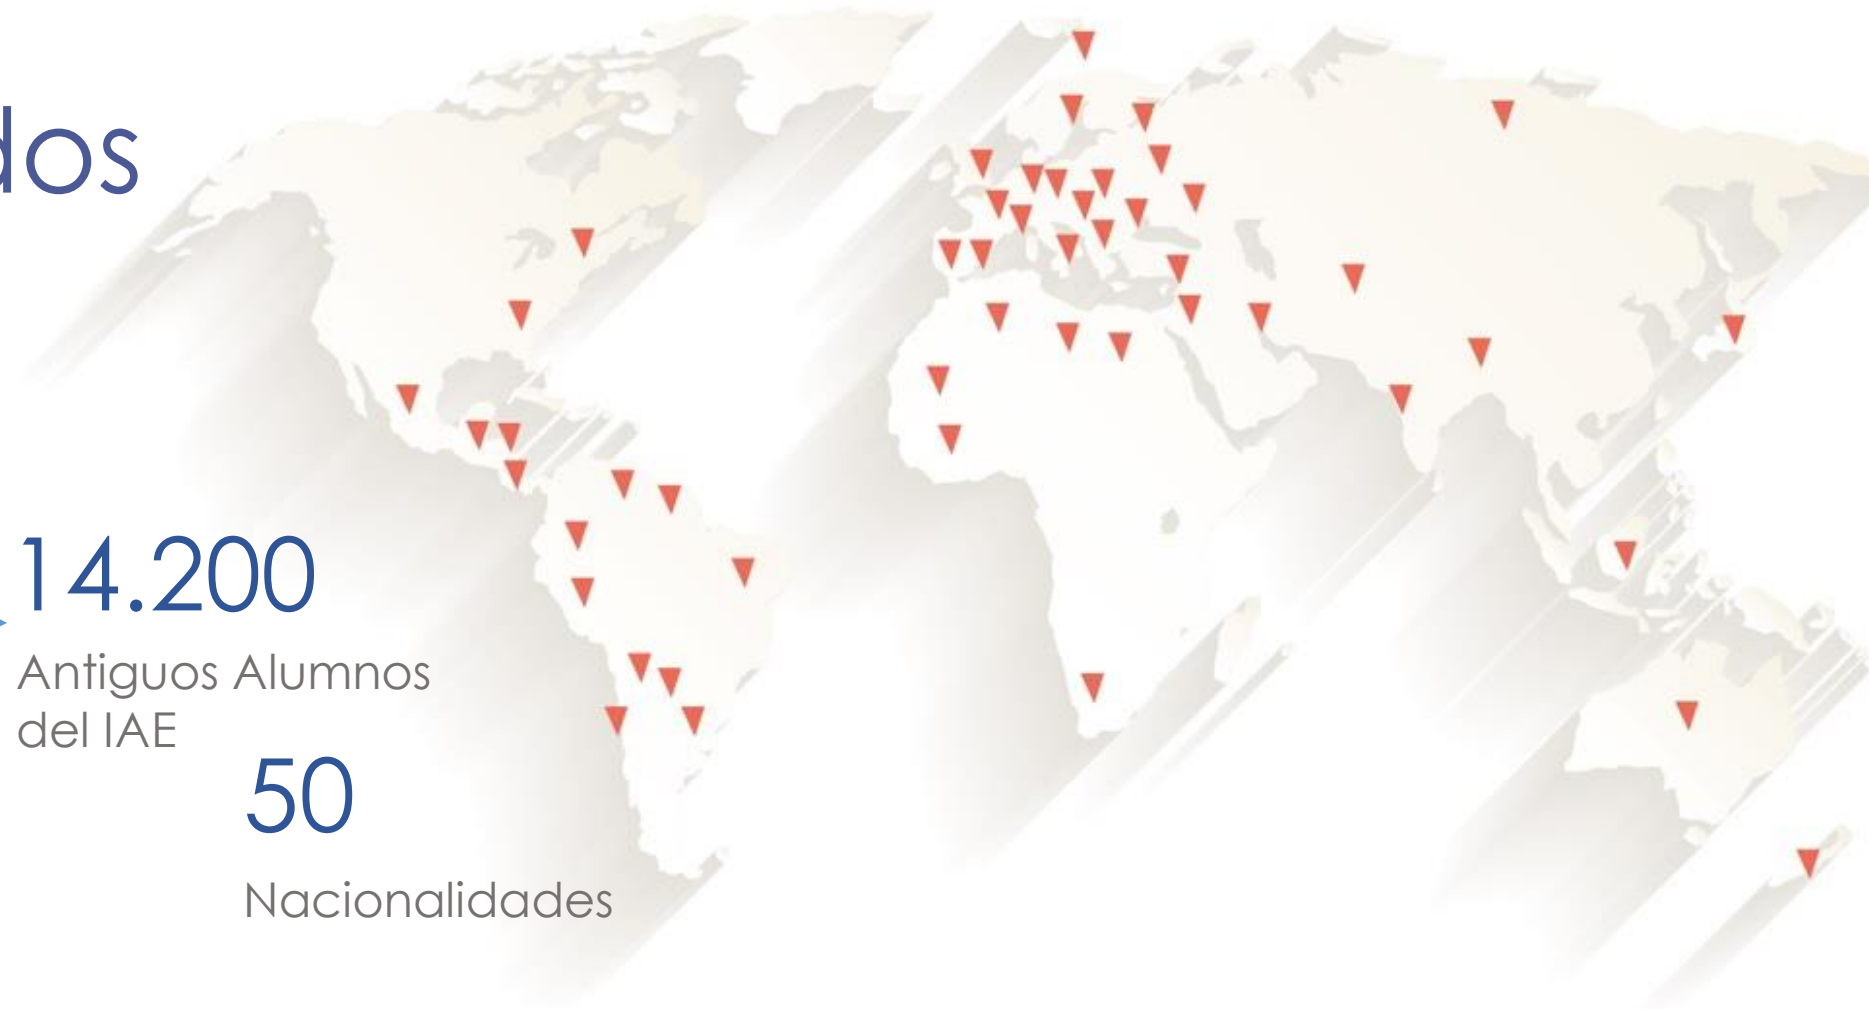 dos
14.200
Antiguos Alumnos
del IAE
50
Nacionalidades